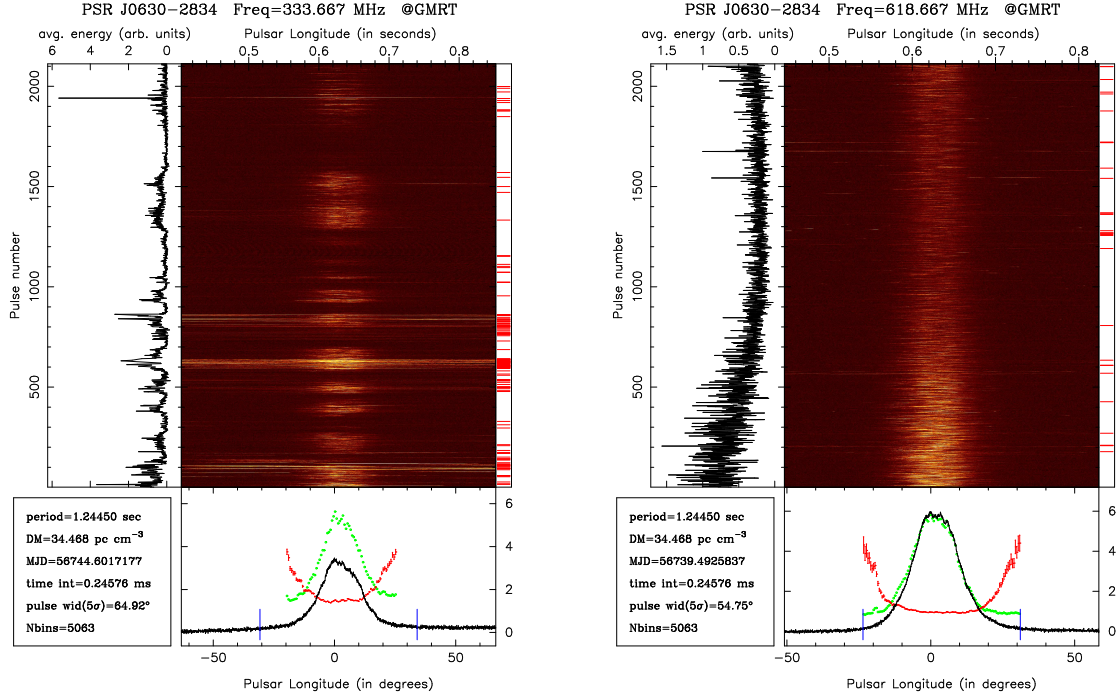 PSR J0630-2834 Freq=333.667 MHz @GMRT
avg. energy (arb. units) Pulsar Longitude (in seconds)
6 4 2 0 0.5 0.6 0.7 0.8
Pulse number
2000
1500
1000
500
period=1.24450 sec
DM=34.468 pc cm⁻³
MJD=56744.6017177
time int=0.24576 ms
pulse wid(5σ)=64.92°
Nbins=5063
6
4
2
0
−50 0 50
Pulsar Longitude (in degrees)
PSR J0630-2834 Freq=618.667 MHz @GMRT
avg. energy (arb. units) Pulsar Longitude (in seconds)
1.5 1 0.5 0 0.5 0.6 0.7 0.8
Pulse number
2000
1500
1000
500
period=1.24450 sec
DM=34.468 pc cm⁻³
MJD=56739.4925837
time int=0.24576 ms
pulse wid(5σ)=54.75°
Nbins=5063
6
4
2
0
−50 0 50
Pulsar Longitude (in degrees)